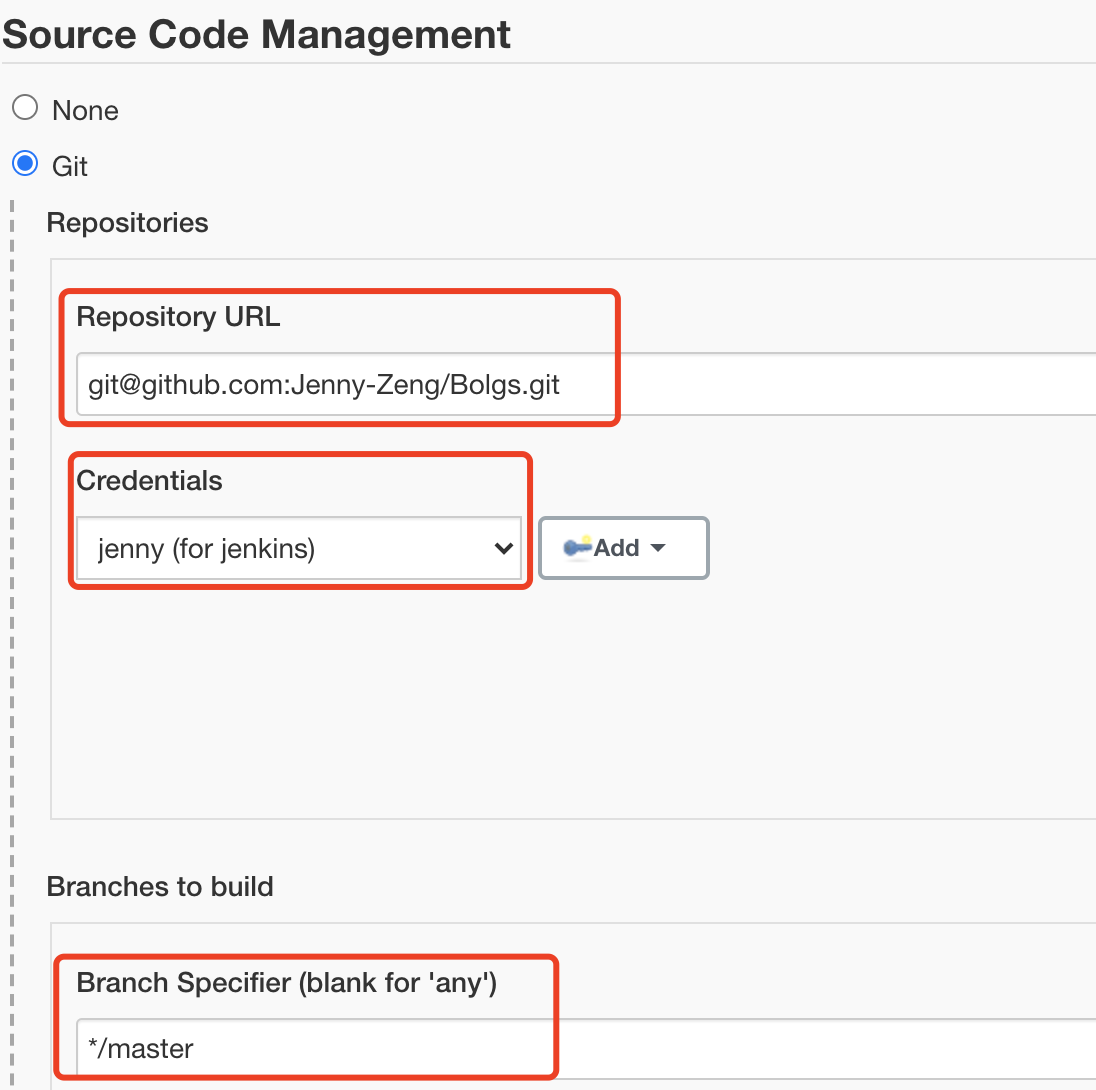 Source Code Management
None
Git
Repositories
Repository URL
git@github.com:Jenny-Zeng/Bolgs.git
Credentials
jenny (for jenkins)
Add
Branches to build
Branch Specifier (blank for 'any')
*/master